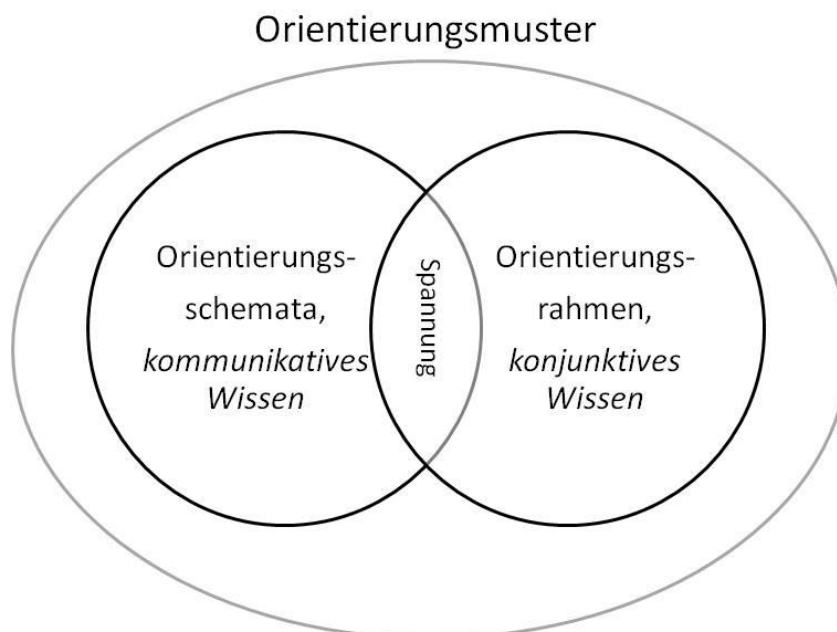 Orientierungsmuster
Orientierungs-
schemata,
kommunikatives
Wissen
Spannung
Orientierungs-
rahmen,
konjunktives
Wissen